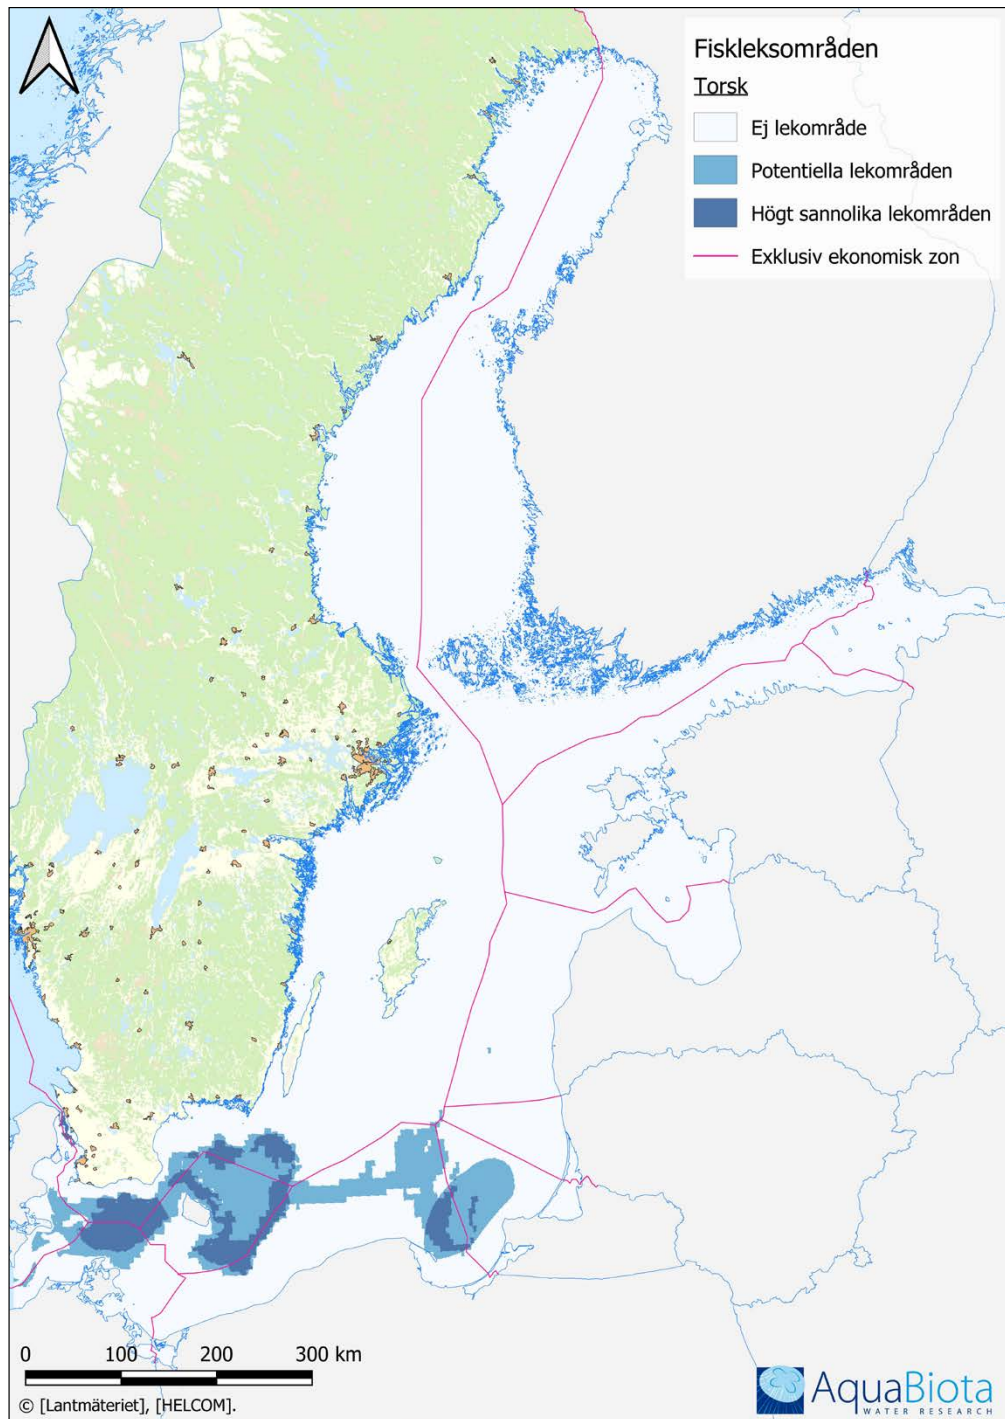 Fiskleksområden
Torsk
Ej lekområde
Potentiella lekområden
Högt sannolika lekområden
Exklusiv ekonomisk zon
0 100 200 300 km
© [Lantmäteriet], [HELCOM].
AquaBiota
WATER RESEARCH